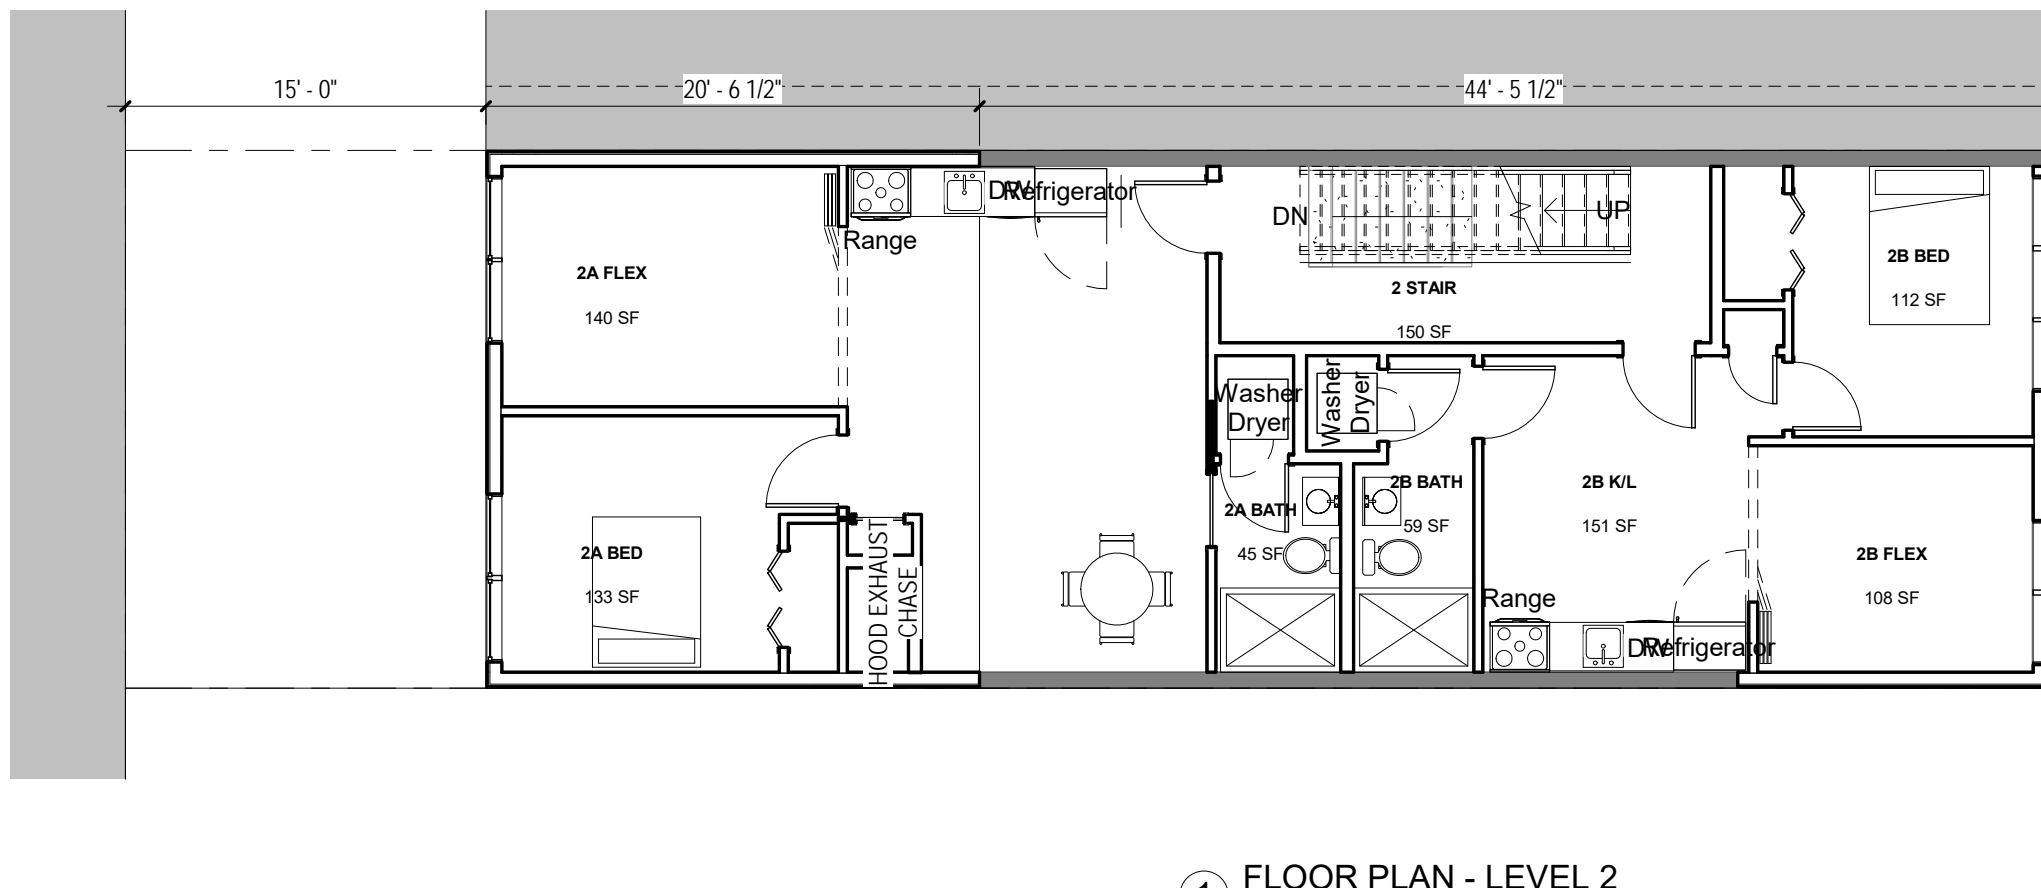 15' - 0"
20' - 6 1/2"
44' - 5 1/2"
DW
Refrigerator
Range
DN
UP
2A FLEX
140 SF
2 STAIR
150 SF
2B BED
112 SF
Washer
Dryer
Washer
Dryer
2A BED
133 SF
HOOD EXHAUST
CHASE
2A BATH
45 SF
2B BATH
59 SF
2B K/L
151 SF
2B FLEX
108 SF
Range
DW
Refrigerator
1
FLOOR PLAN - LEVEL 2